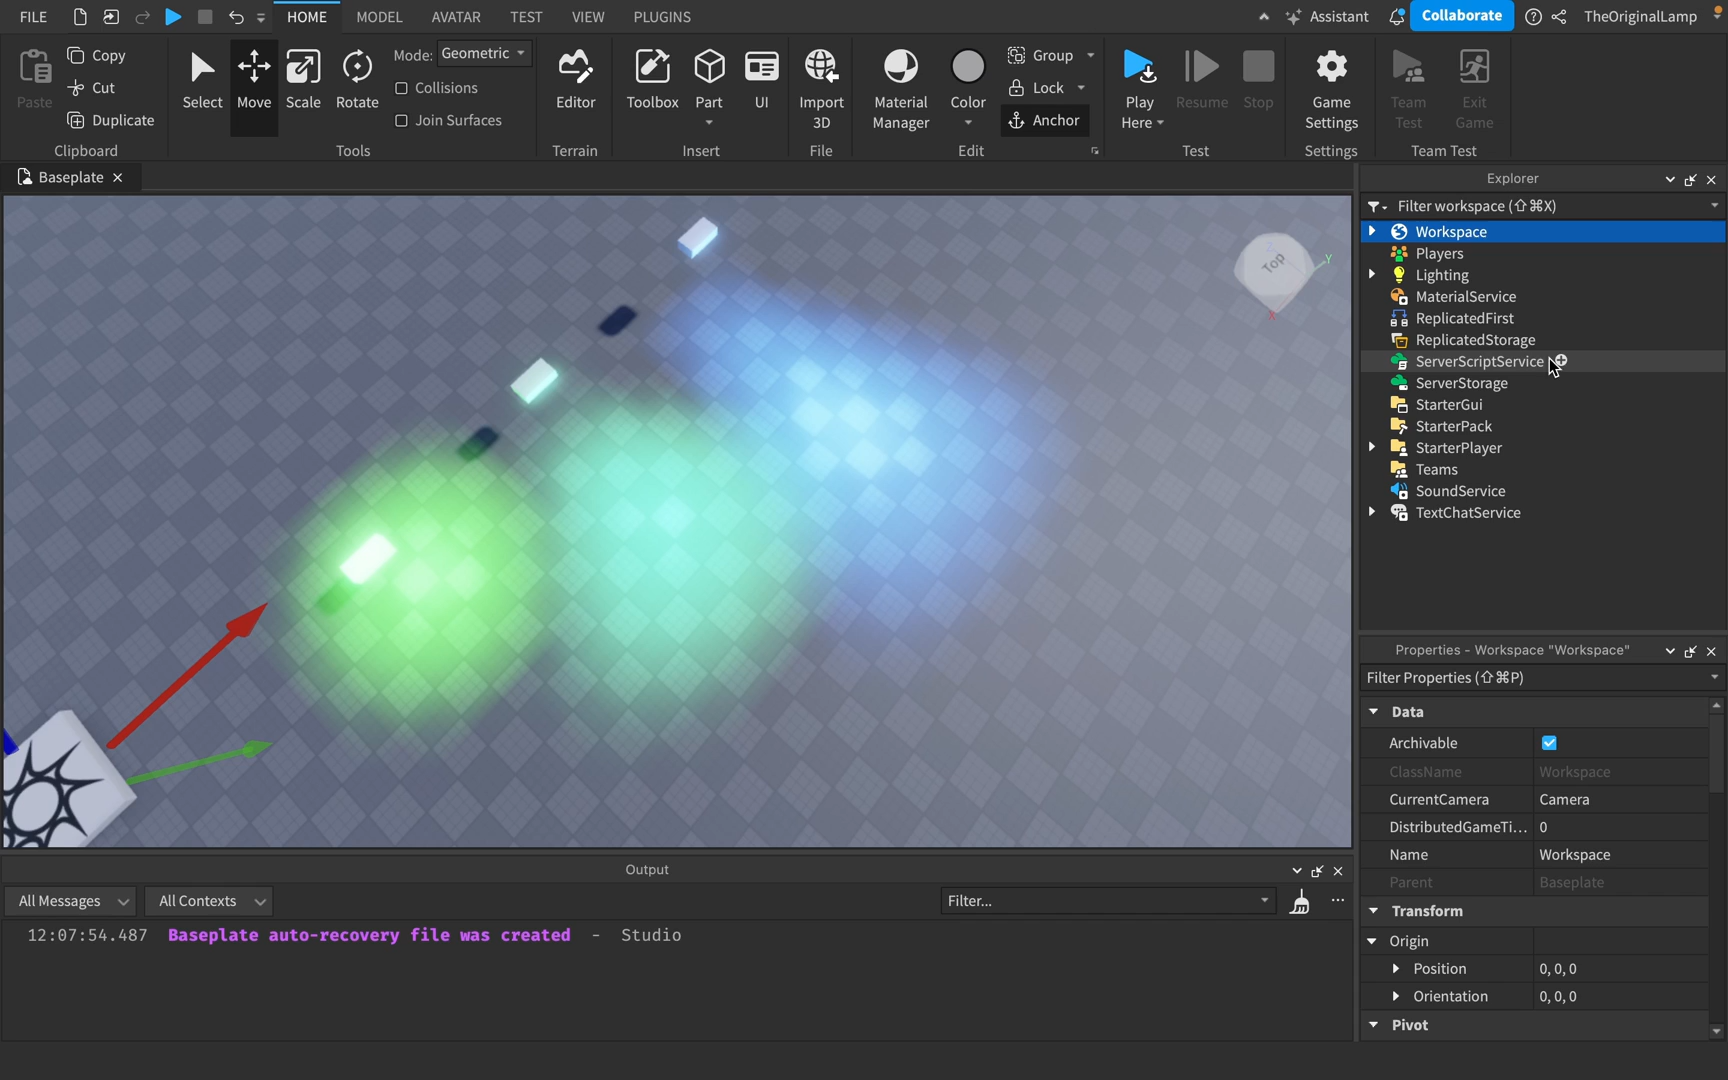 FILE HOME MODEL AVATAR TEST VIEW PLUGINS Assistant Collaborate TheOriginalLamp
Paste
Copy
Cut
Duplicate
Clipboard
Select Move Scale Rotate
Mode: Geometric
Collisions
Join Surfaces
Tools
Editor
Terrain
Toolbox Part UI
Insert
Import
3D
File
Material
Manager
Color
Group
Lock
Anchor
Edit
Play
Here
Resume Stop
Test
Game
Settings
Settings
Team
Test
Exit
Game
Team Test
Baseplate
Top
Z
Y
X
Explorer
Filter workspace (⇧⌘X)
Workspace
Players
Lighting
MaterialService
ReplicatedFirst
ReplicatedStorage
ServerScriptService
ServerStorage
StarterGui
StarterPack
StarterPlayer
Teams
SoundService
TextChatService
Properties - Workspace "Workspace"
Filter Properties (⇧⌘P)
Data
Archivable
ClassName Workspace
CurrentCamera Camera
DistributedGameTi... 0
Name Workspace
Parent Baseplate
Transform
Origin
Position 0, 0, 0
Orientation 0, 0, 0
Pivot
Output
All Messages All Contexts Filter...
12:07:54.487 Baseplate auto-recovery file was created - Studio